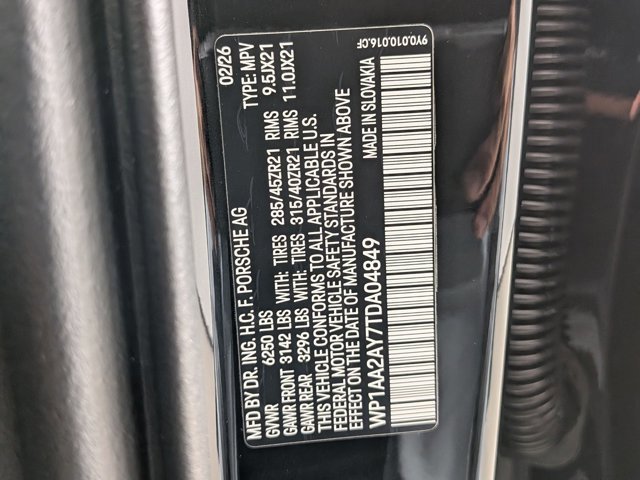 MFD BY DR. ING. H.C. F. PORSCHE AG 02/26
GVWR 6250 LBS TYPE: MPV
GAWR FRONT 3142 LBS WITH: TIRES 285/45ZR21 RIMS 9.5JX21
GAWR REAR 3296 LBS WITH: TIRES 315/40ZR21 RIMS 11.0JX21
THIS VEHICLE CONFORMS TO ALL APPLICABLE U.S.
FEDERAL MOTOR VEHICLE SAFETY STANDARDS IN
EFFECT ON THE DATE OF MANUFACTURE SHOWN ABOVE
WP1AA2AY7TDA04849 MADE IN SLOVAKIA
9Y0.010.016.CF